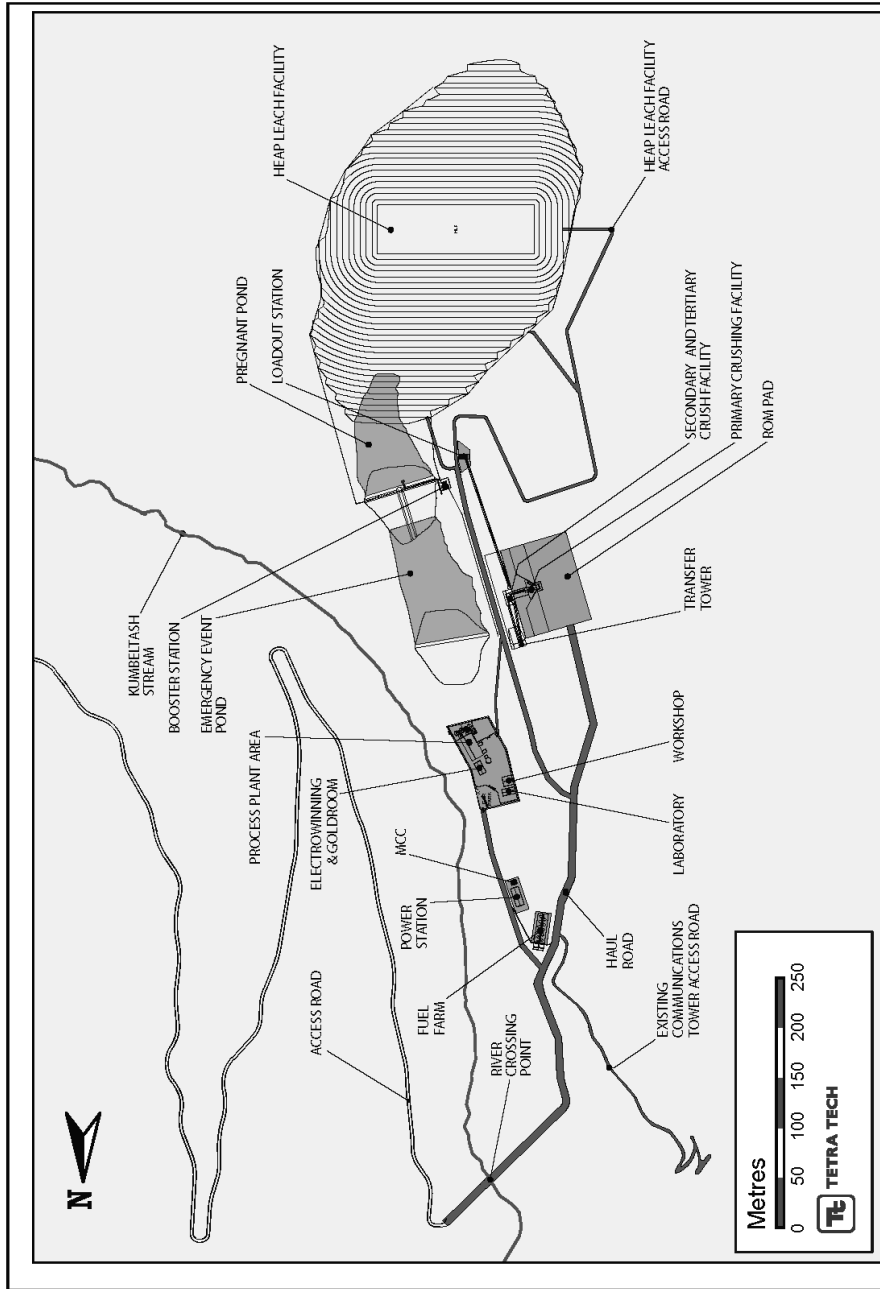 HEAP LEACH FACILITY
PREGNANT POND
LOADOUT STATION
HEAP LEACH FACILITY
ACCESS ROAD
SECONDARY AND TERTIARY
CRUSH FACILITY
PRIMARY CRUSHING FACILITY
ROM PAD
KUMBELTASH
STREAM
BOOSTER STATION
EMERGENCY EVENT
POND
TRANSFER
TOWER
PROCESS PLANT AREA
ELECTROWINNING
& GOLDROOM
WORKSHOP
LABORATORY
MCC
POWER
STATION
ACCESS ROAD
FUEL
FARM
HAUL
ROAD
RIVER
CROSSING
POINT
EXISTING
COMMUNICATIONS
TOWER ACCESS ROAD
N
Metres
0 50 100 150 200 250
Tt TETRA TECH